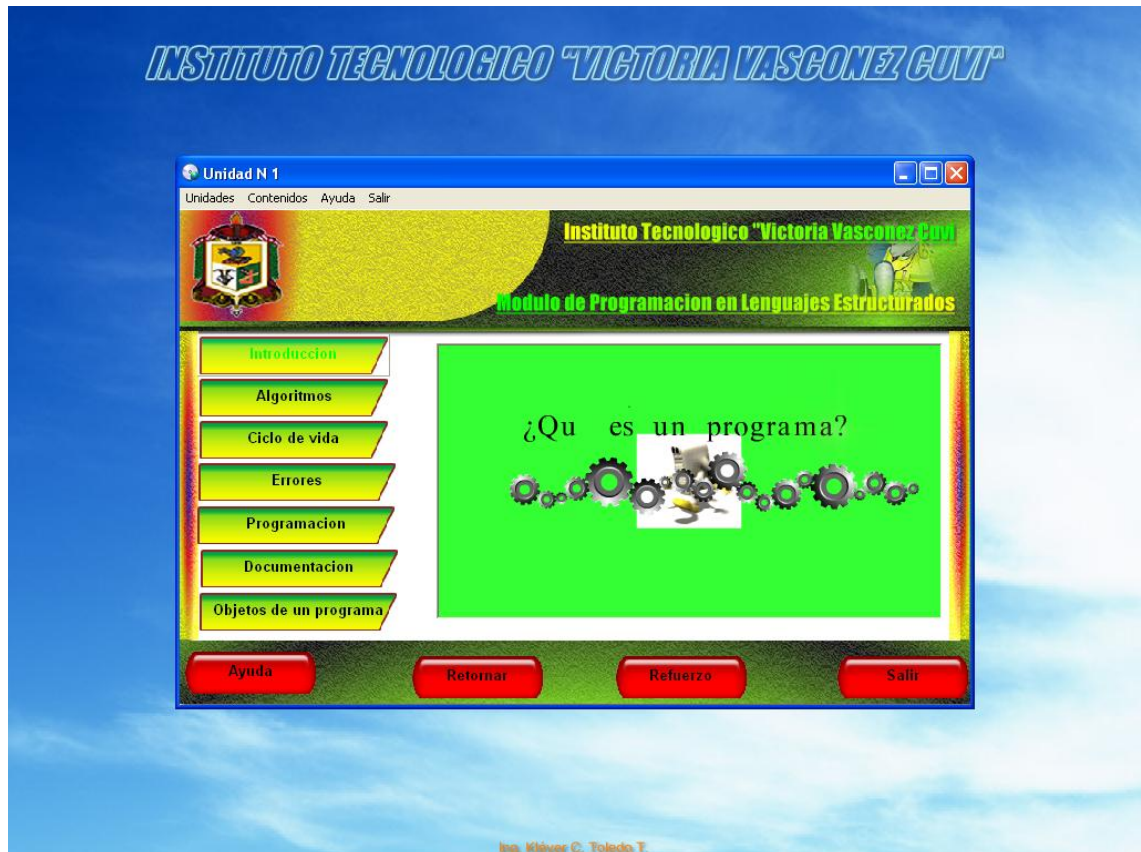 INSTITUTO TECNOLOGICO "VICTORIA VASCONEZ CUVI"
Unidad N 1
Unidades Contenidos Ayuda Salir
Instituto Tecnologico "Victoria Vasconez Cuvi
Modulo de Programacion en Lenguajes Estructurados
Introduccion
Algoritmos
Ciclo de vida
Errores
Programacion
Documentacion
Objetos de un programa
¿Qu es un programa?
Ayuda Retornar Refuerzo Salir
Ing. Kléver C. Toledo T.